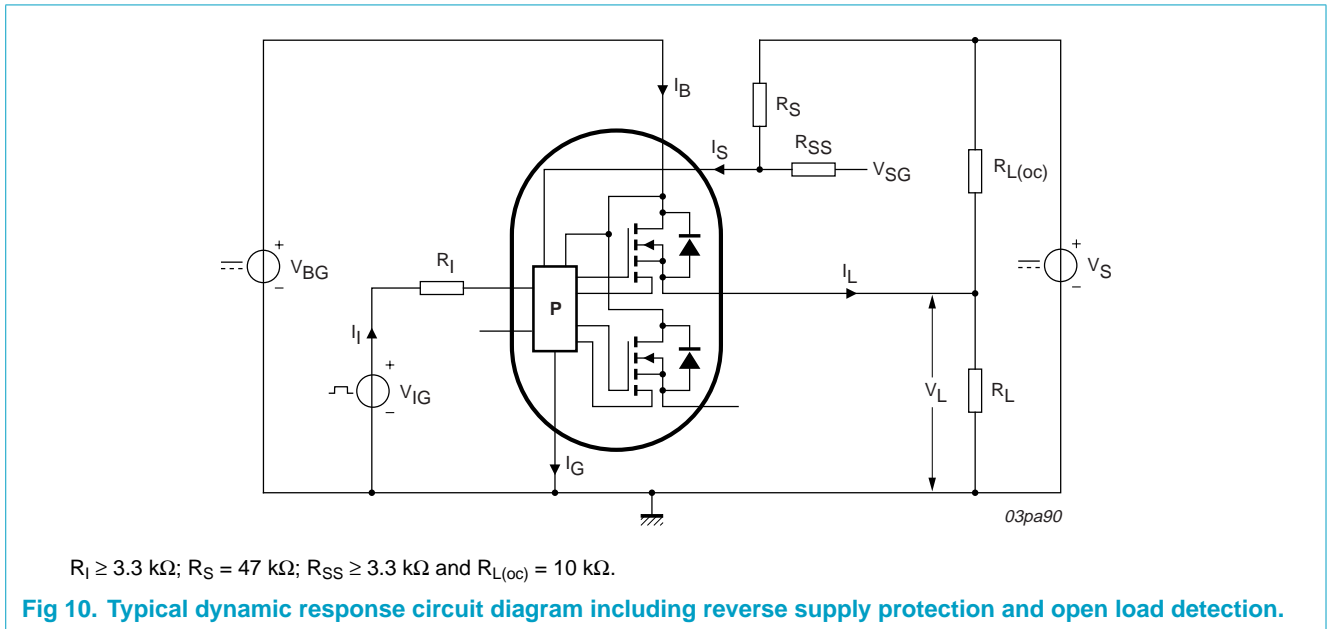 I_B
R_S
I_S
R_SS
V_SG
R_L(oc)
+
V_BG
−
R_I
P
I_L
+
V_S
−
I_I
+
V_IG
−
V_L
R_L
I_G
03pa90
R_I ≥ 3.3 kΩ; R_S = 47 kΩ; R_SS ≥ 3.3 kΩ and R_L(oc) = 10 kΩ.
Fig 10. Typical dynamic response circuit diagram including reverse supply protection and open load detection.